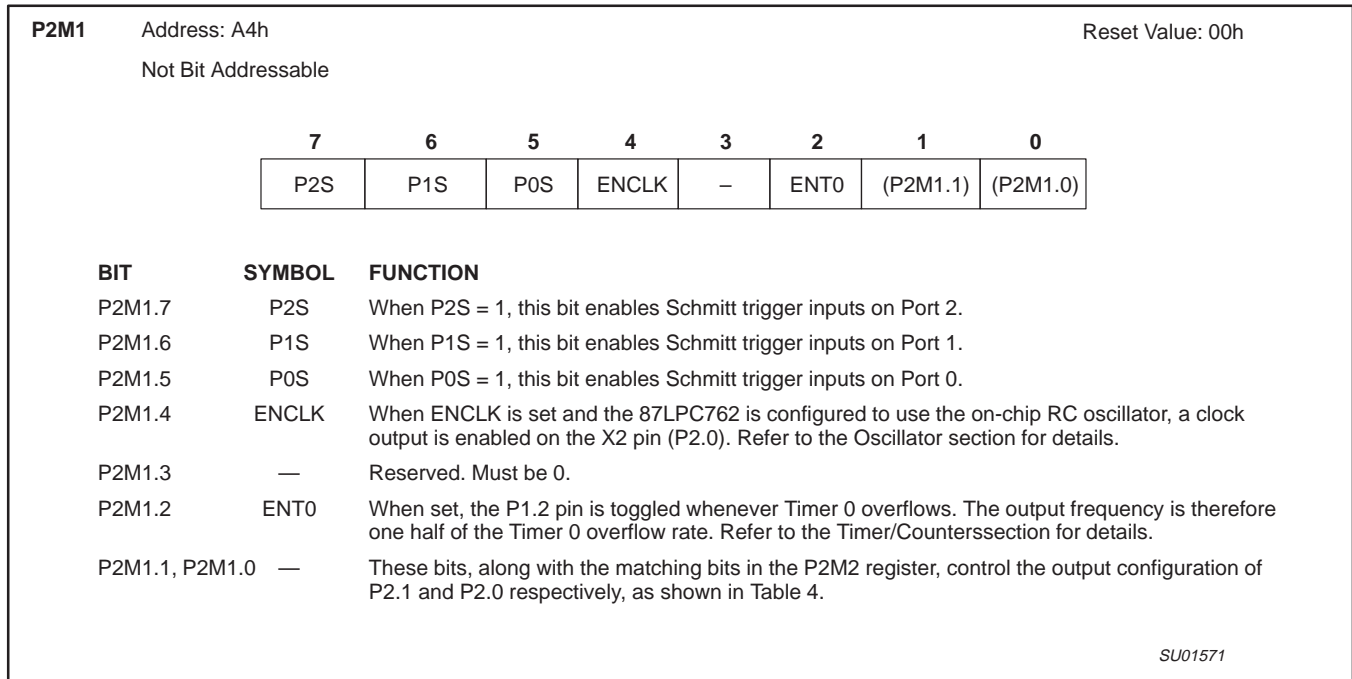 P2M1 Address: A4h Reset Value: 00h
Not Bit Addressable
7 6 5 4 3 2 1 0
P2S P1S P0S ENCLK – ENT0 (P2M1.1) (P2M1.0)
BIT SYMBOL FUNCTION
P2M1.7 P2S When P2S = 1, this bit enables Schmitt trigger inputs on Port 2.
P2M1.6 P1S When P1S = 1, this bit enables Schmitt trigger inputs on Port 1.
P2M1.5 P0S When P0S = 1, this bit enables Schmitt trigger inputs on Port 0.
P2M1.4 ENCLK When ENCLK is set and the 87LPC762 is configured to use the on-chip RC oscillator, a clock
output is enabled on the X2 pin (P2.0). Refer to the Oscillator section for details.
P2M1.3 — Reserved. Must be 0.
P2M1.2 ENT0 When set, the P1.2 pin is toggled whenever Timer 0 overflows. The output frequency is therefore
one half of the Timer 0 overflow rate. Refer to the Timer/Counterssection for details.
P2M1.1, P2M1.0 — These bits, along with the matching bits in the P2M2 register, control the output configuration of
P2.1 and P2.0 respectively, as shown in Table 4.
SU01571